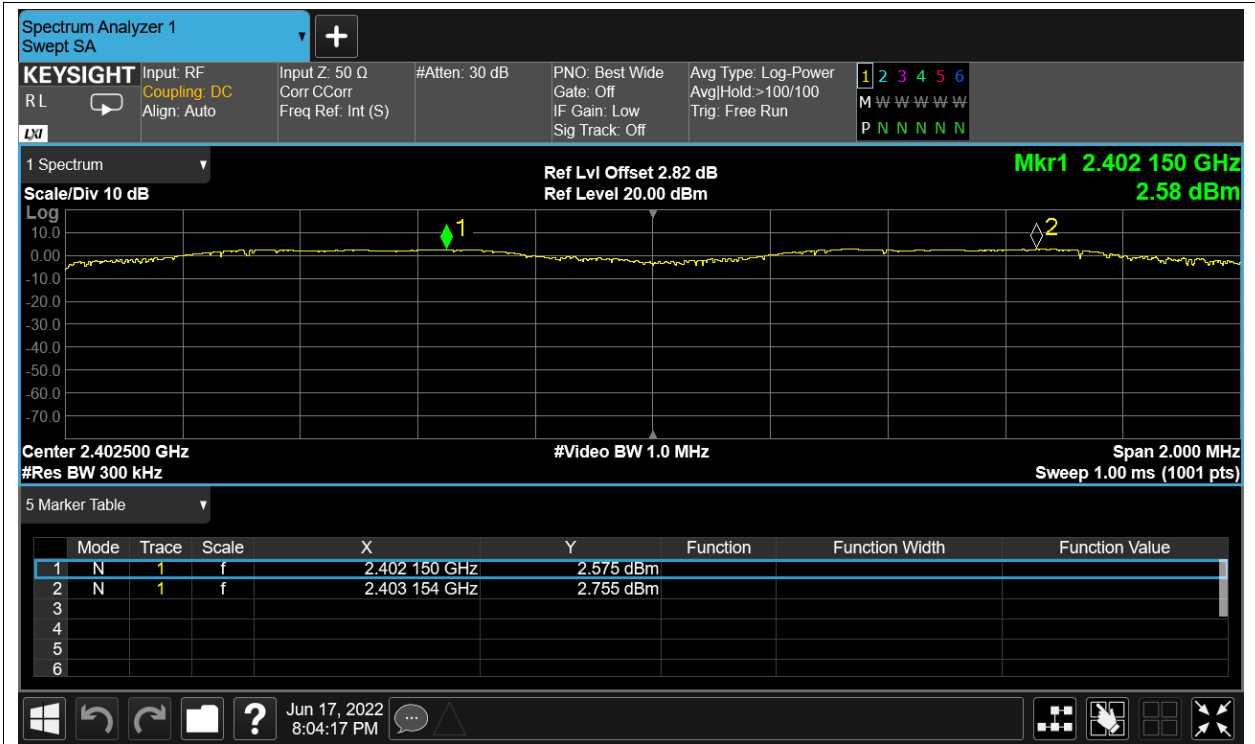 Spectrum Analyzer 1
Swept SA
KEYSIGHT
R L
LXI
Input: RF
Coupling: DC
Align: Auto
Input Z: 50 Ω
Corr CCorr
Freq Ref: Int (S)
#Atten: 30 dB
PNO: Best Wide
Gate: Off
IF Gain: Low
Sig Track: Off
Avg Type: Log-Power
Avg|Hold:>100/100
Trig: Free Run
1 2 3 4 5 6
M W W W W W
P N N N N N
1 Spectrum
Scale/Div 10 dB
Ref Lvl Offset 2.82 dB
Ref Level 20.00 dBm
Mkr1 2.402 150 GHz
2.58 dBm
Log
10.0
0.00
-10.0
-20.0
-30.0
-40.0
-50.0
-60.0
-70.0
1
2
Center 2.402500 GHz
#Video BW 1.0 MHz
Span 2.000 MHz
#Res BW 300 kHz
Sweep 1.00 ms (1001 pts)
5 Marker Table
Mode Trace Scale X Y Function Function Width Function Value
1 N 1 f 2.402 150 GHz 2.575 dBm
2 N 1 f 2.403 154 GHz 2.755 dBm
3
4
5
6
?
Jun 17, 2022
8:04:17 PM